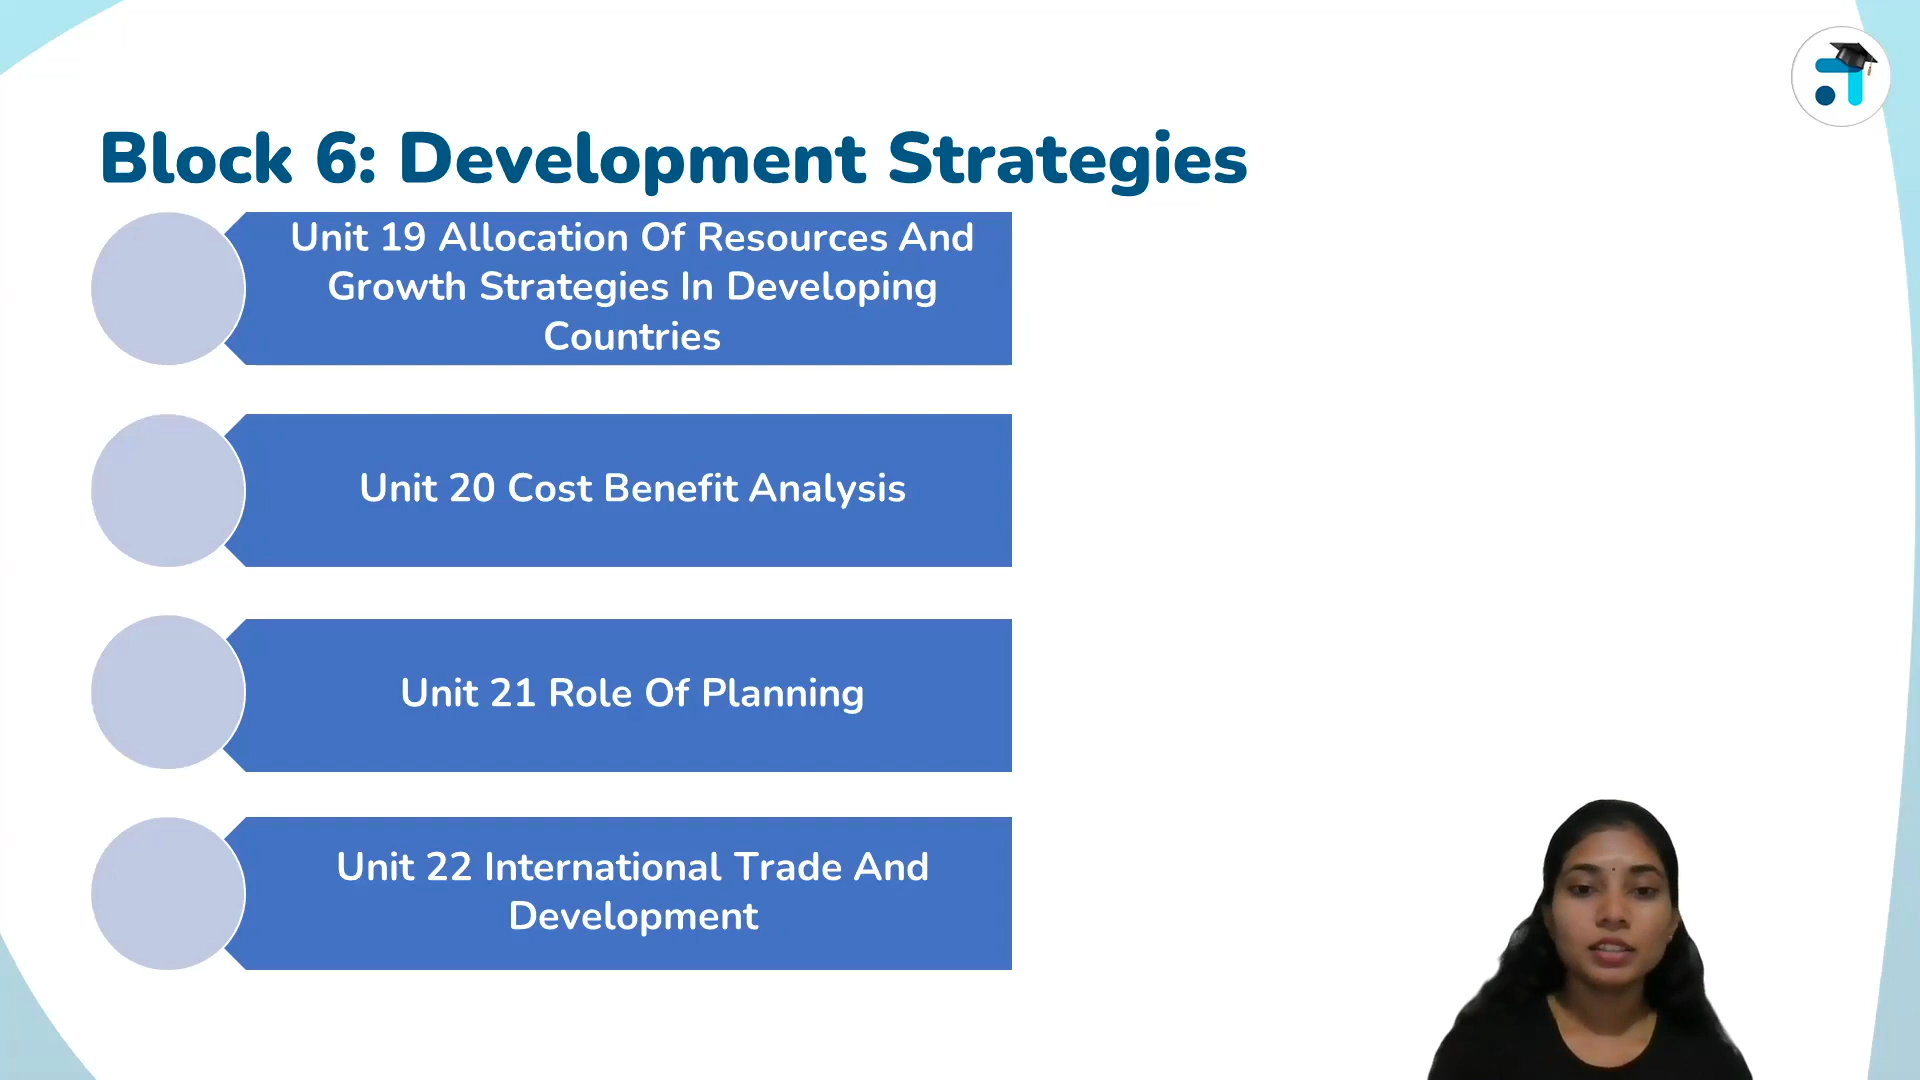 Block 6: Development Strategies
Unit 19 Allocation Of Resources And
Growth Strategies In Developing
Countries
Unit 20 Cost Benefit Analysis
Unit 21 Role Of Planning
Unit 22 International Trade And
Development